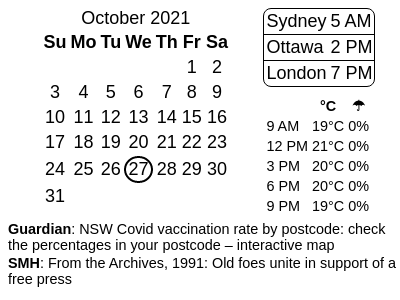 October 2021
Su Mo Tu We Th Fr Sa
1 2
3 4 5 6 7 8 9
10 11 12 13 14 15 16
17 18 19 20 21 22 23
24 25 26 27 28 29 30
31
Sydney 5 AM
Ottawa 2 PM
London 7 PM
°C ☂
9 AM 19°C 0%
12 PM 21°C 0%
3 PM 20°C 0%
6 PM 20°C 0%
9 PM 19°C 0%
Guardian: NSW Covid vaccination rate by postcode: check
the percentages in your postcode – interactive map
SMH: From the Archives, 1991: Old foes unite in support of a
free press